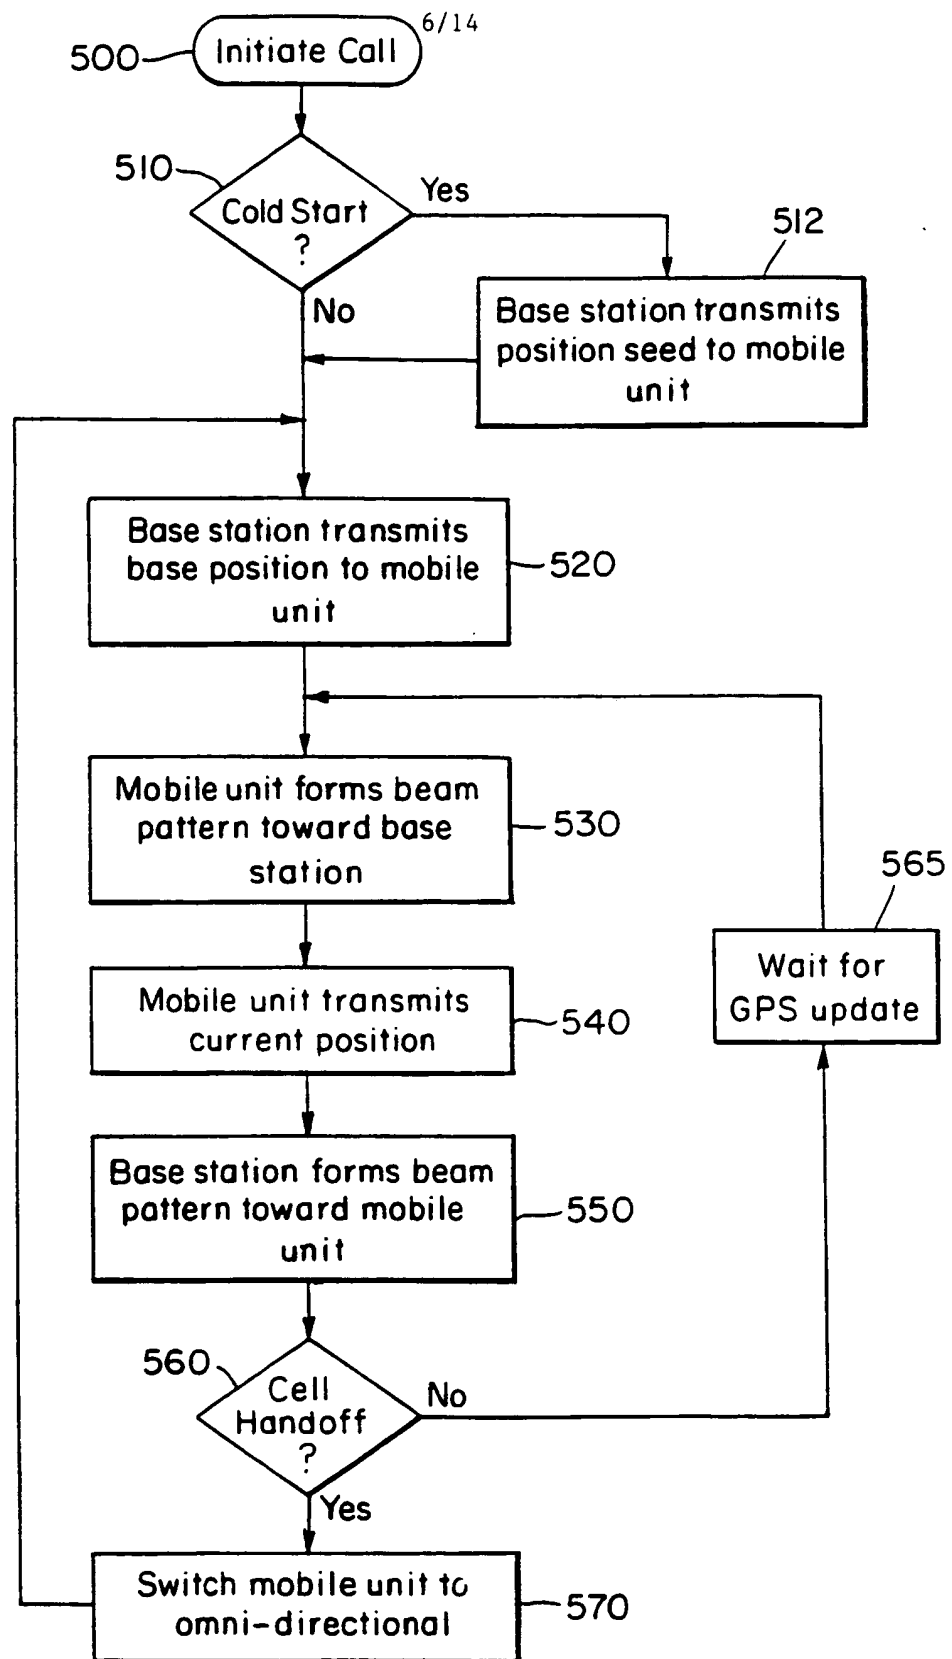 6/14
500
Initiate Call
510
Cold Start
?
Yes
No
512
Base station transmits
position seed to mobile
unit
Base station transmits
base position to mobile
unit
520
Mobile unit forms beam
pattern toward base
station
530
565
Wait for
GPS update
Mobile unit transmits
current position
540
Base station forms beam
pattern toward mobile
unit
550
560
Cell
Handoff
?
No
Yes
Switch mobile unit to
omni-directional
570